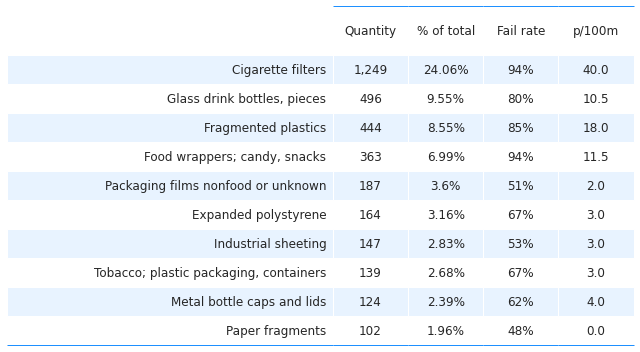 Quantity % of total Fail rate p/100m
Cigarette filters 1,249 24.06% 94% 40.0
Glass drink bottles, pieces 496 9.55% 80% 10.5
Fragmented plastics 444 8.55% 85% 18.0
Food wrappers; candy, snacks 363 6.99% 94% 11.5
Packaging films nonfood or unknown 187 3.6% 51% 2.0
Expanded polystyrene 164 3.16% 67% 3.0
Industrial sheeting 147 2.83% 53% 3.0
Tobacco; plastic packaging, containers 139 2.68% 67% 3.0
Metal bottle caps and lids 124 2.39% 62% 4.0
Paper fragments 102 1.96% 48% 0.0